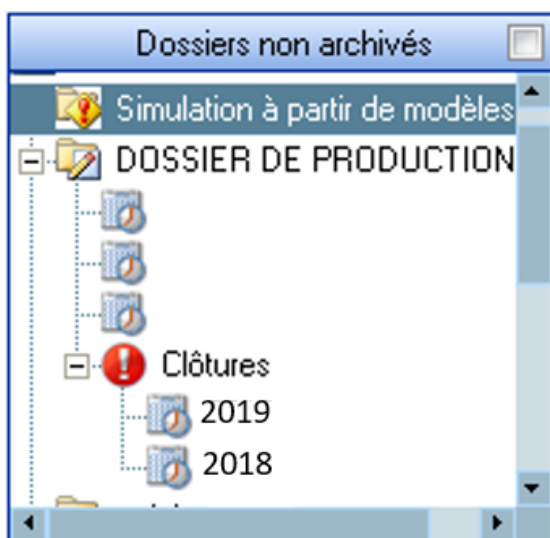 Dossiers non archivés
Simulation à partir de modèles
DOSSIER DE PRODUCTION
Clôtures
2019
2018